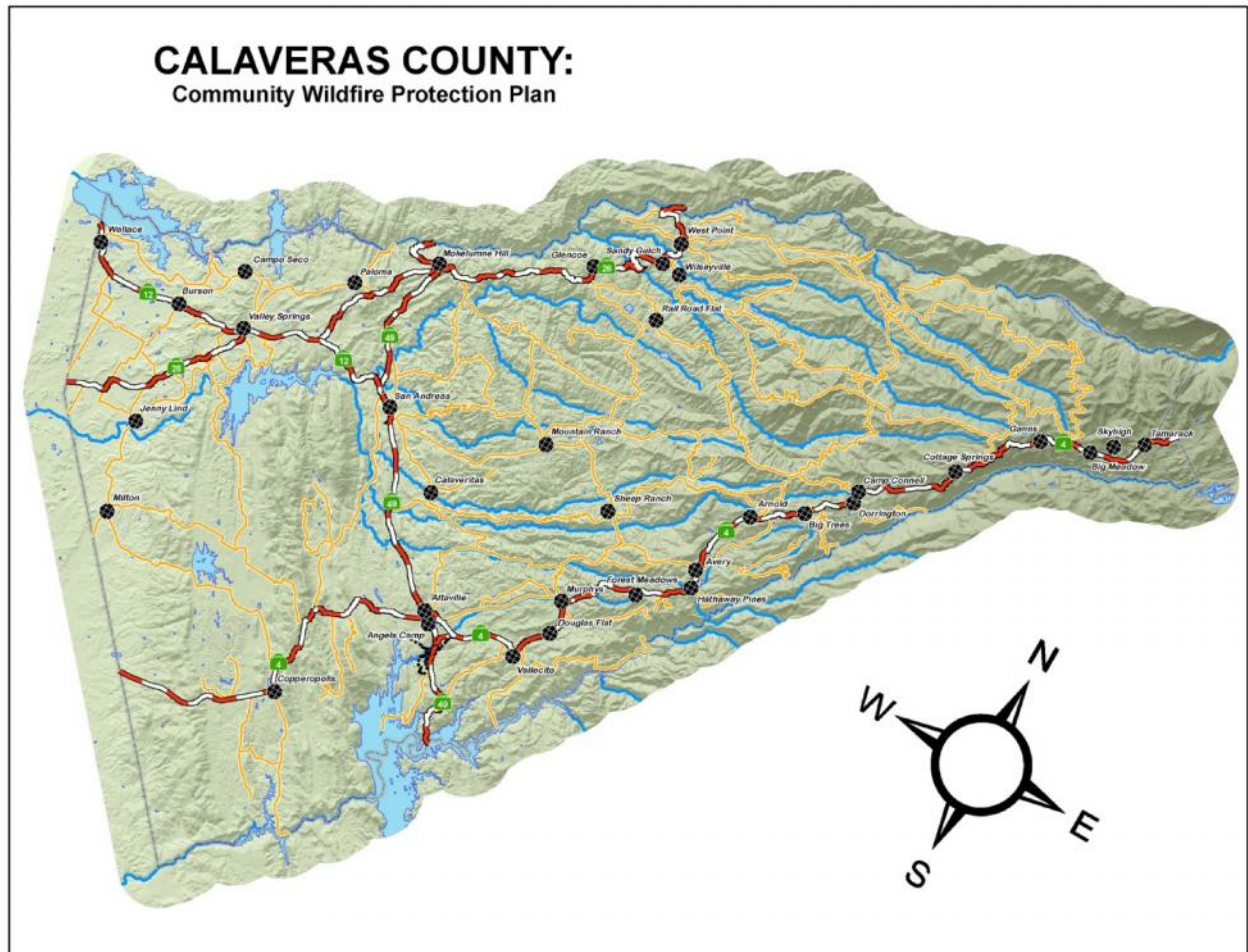 CALAVERAS COUNTY:
Community Wildfire Protection Plan
Wallace
West Point
Campo Seco
Mokelumne Hill
Glencoe
Sandy Gulch
26
Wilseyville
Paloma
12
Burson
Rail Road Flat
Valley Springs
49
12
26
San Andreas
Jenny Lind
Mountain Ranch
Ganns
4
Skyhigh
Tamarack
Big Meadow
Cottage Springs
Calaveritas
Camp Connell
Milton
49
Sheep Ranch
Arnold
Big Trees
Dorrington
4
Avery
Murphys
Forest Meadows
Hathaway Pines
Altaville
Angels Camp
4
Douglas Flat
Vallecito
4
Copperopolis
49
N
W
E
S